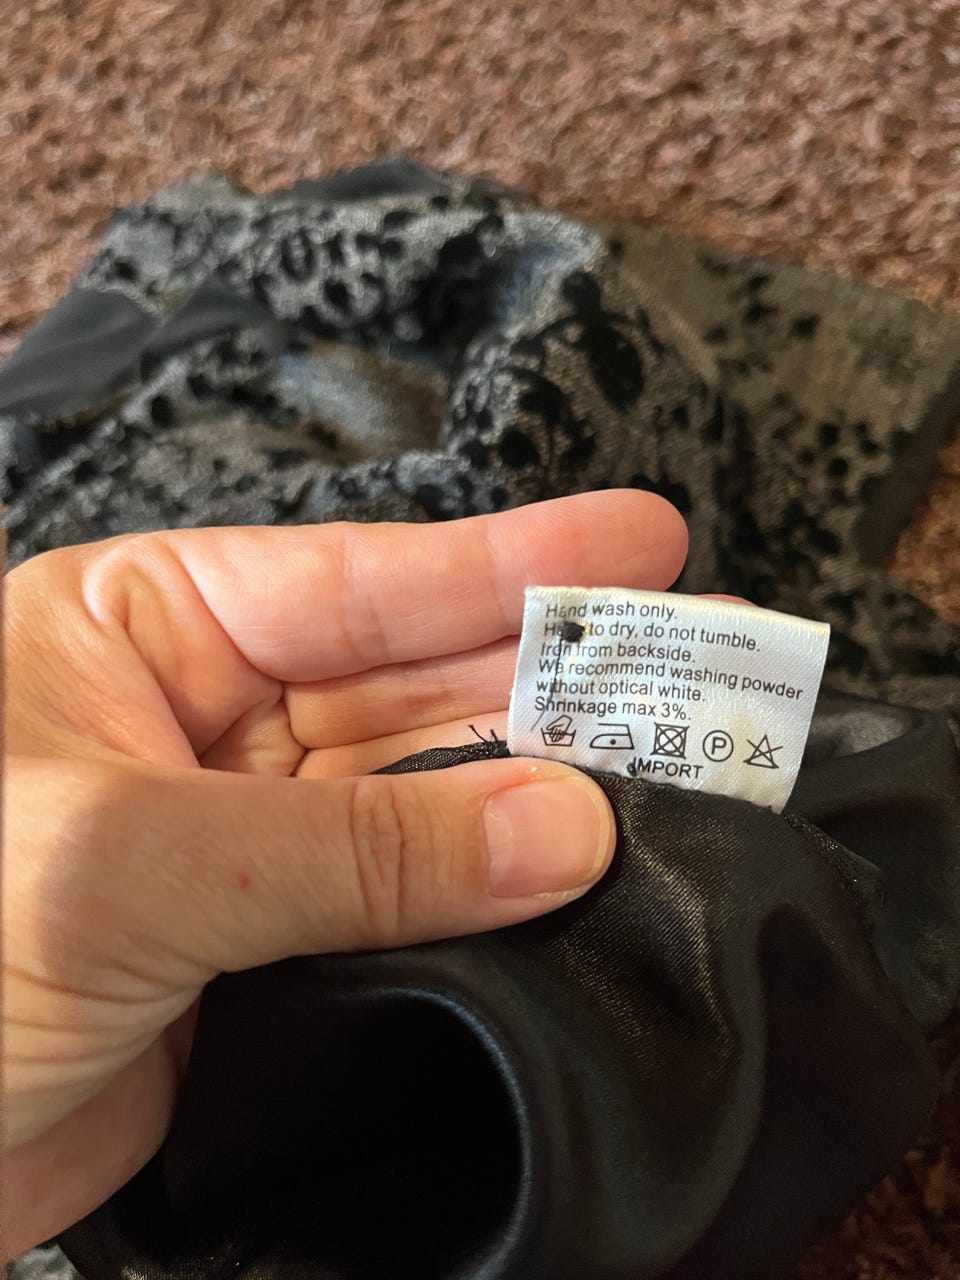 Hand wash only.
to dry, do not tumble.
Iron from backside.
We recommend washing powder
without optical white.
Shrinkage max 3%.
P
IMPORT